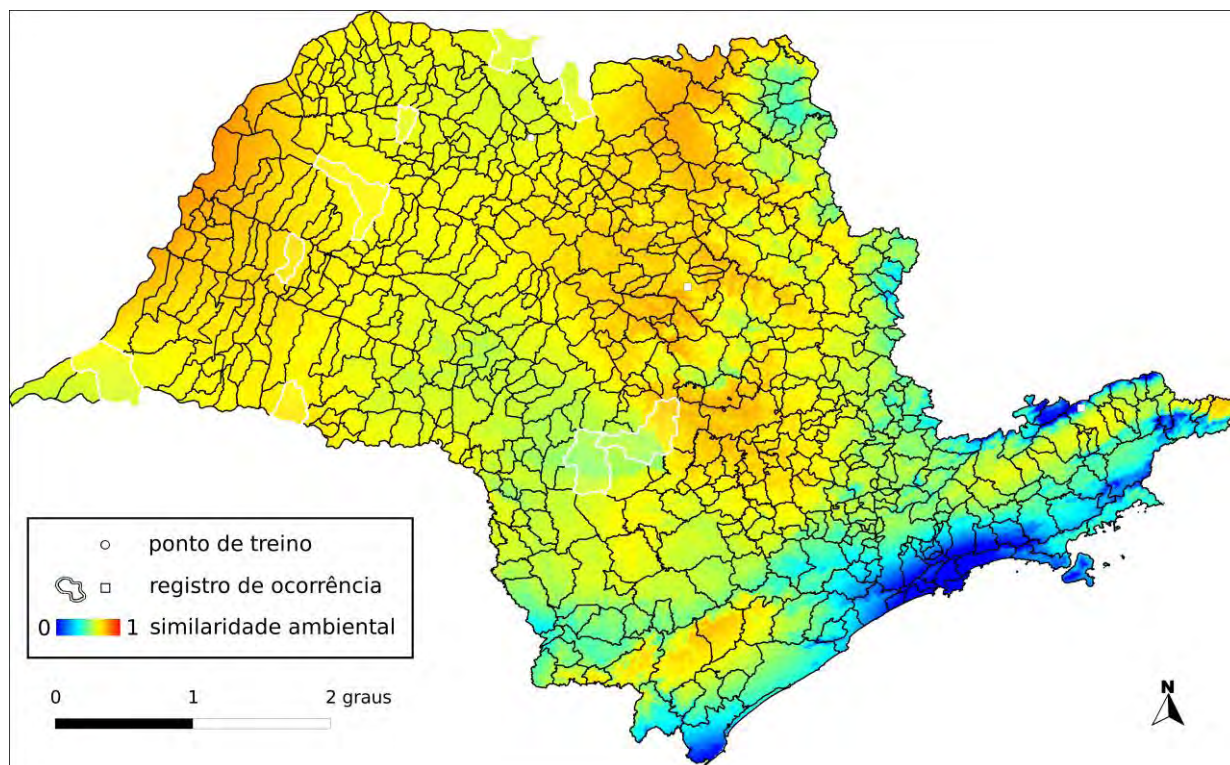 ponto de treino
registro de ocorrência
0 1 similaridade ambiental
0 1 2 graus
N